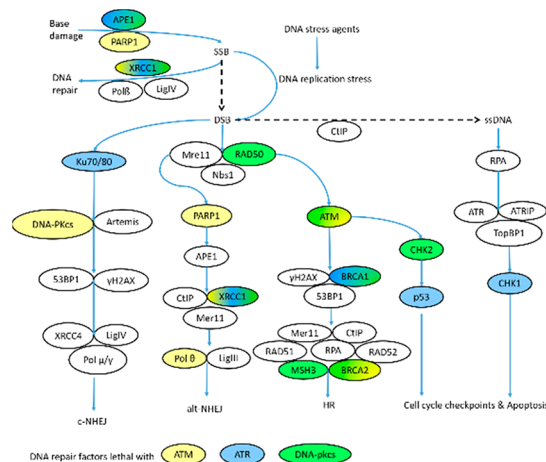 Base
damage
APE1
PARP1
SSB
DNA stress agents
XRCC1
DNA
repair
Polß
LigIV
DNA replication stress
DSB
ssDNA
CtIP
Ku70/80
Mre11
RAD50
Nbs1
RPA
DNA-PKcs
Artemis
PARP1
ATM
ATR
ATRIP
TopBP1
APE1
CHK2
53BP1
γH2AX
γH2AX
BRCA1
CHK1
CtIP
XRCC1
53BP1
p53
Mer11
XRCC4
LigIV
Mer11
CtIP
Pol μ/γ
Pol θ
LigIII
RAD51
RPA
RAD52
MSH3
BRCA2
c-NHEJ
alt-NHEJ
HR
Cell cycle checkpoints & Apoptosis
DNA repair factors lethal with
ATM
ATR
DNA-pkcs